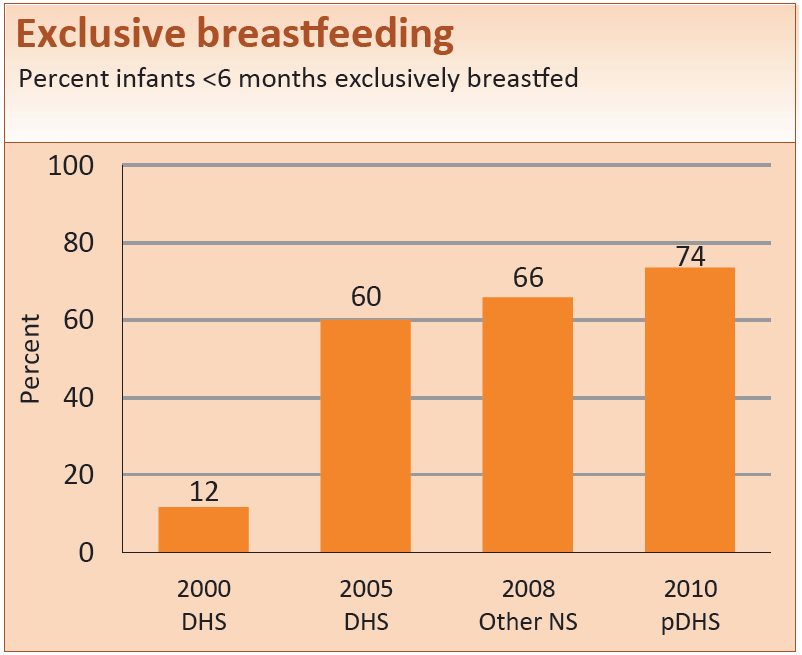 Exclusive breastfeeding
Percent infants <6 months exclusively breastfed
100
80
60
40
20
0
Percent
12
60
66
74
2000
DHS
2005
DHS
2008
Other NS
2010
pDHS